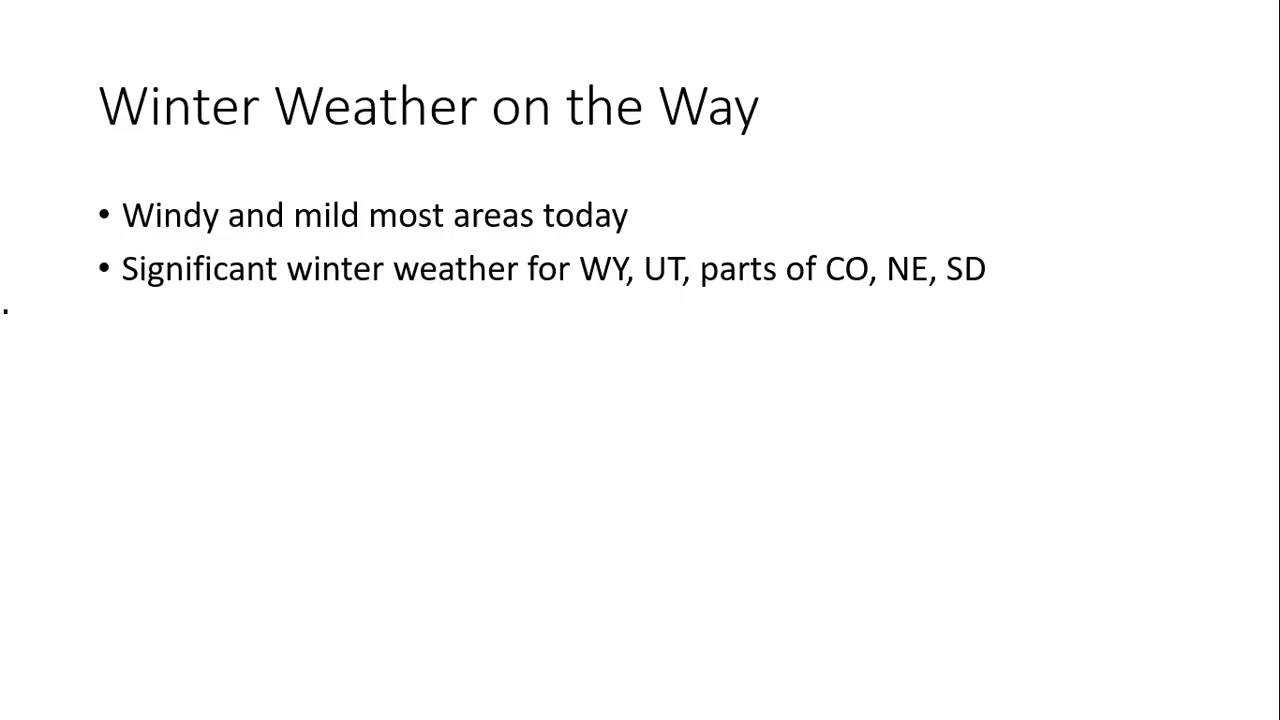 Winter Weather on the Way
• Windy and mild most areas today
• Significant winter weather for WY, UT, parts of CO, NE, SD
.